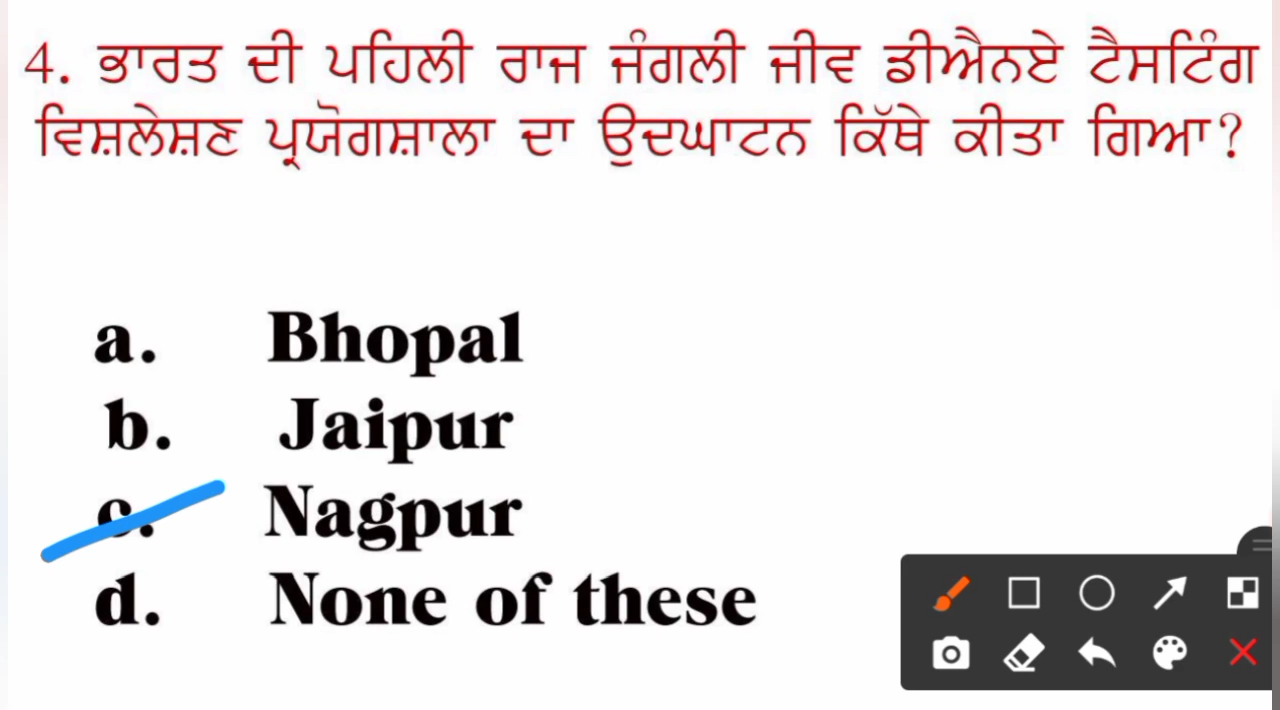 4. ਭਾਰਤ ਦੀ ਪਹਿਲੀ ਰਾਜ ਜੰਗਲੀ ਜੀਵ ਡੀਐਨਏ ਟੈਸਟਿੰਗ
ਵਿਸ਼ਲੇਸ਼ਣ ਪ੍ਰਯੋਗਸ਼ਾਲਾ ਦਾ ਉਦਘਾਟਨ ਕਿੱਥੇ ਕੀਤਾ ਗਿਆ?
a. Bhopal
b. Jaipur
c. Nagpur
d. None of these